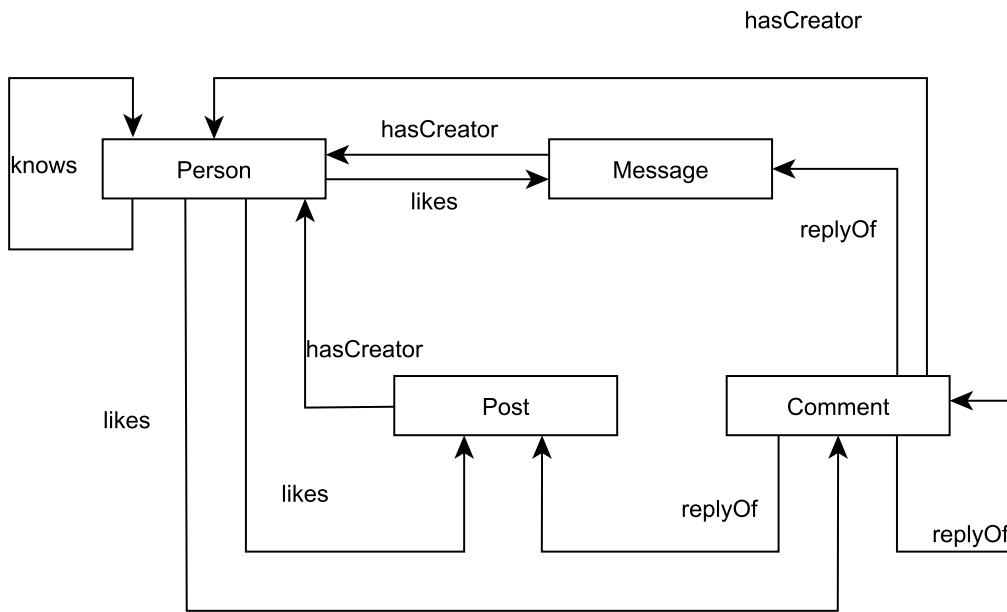 hasCreator
hasCreator
knows
Person
Message
likes
replyOf
hasCreator
Post
Comment
likes
likes
replyOf
replyOf